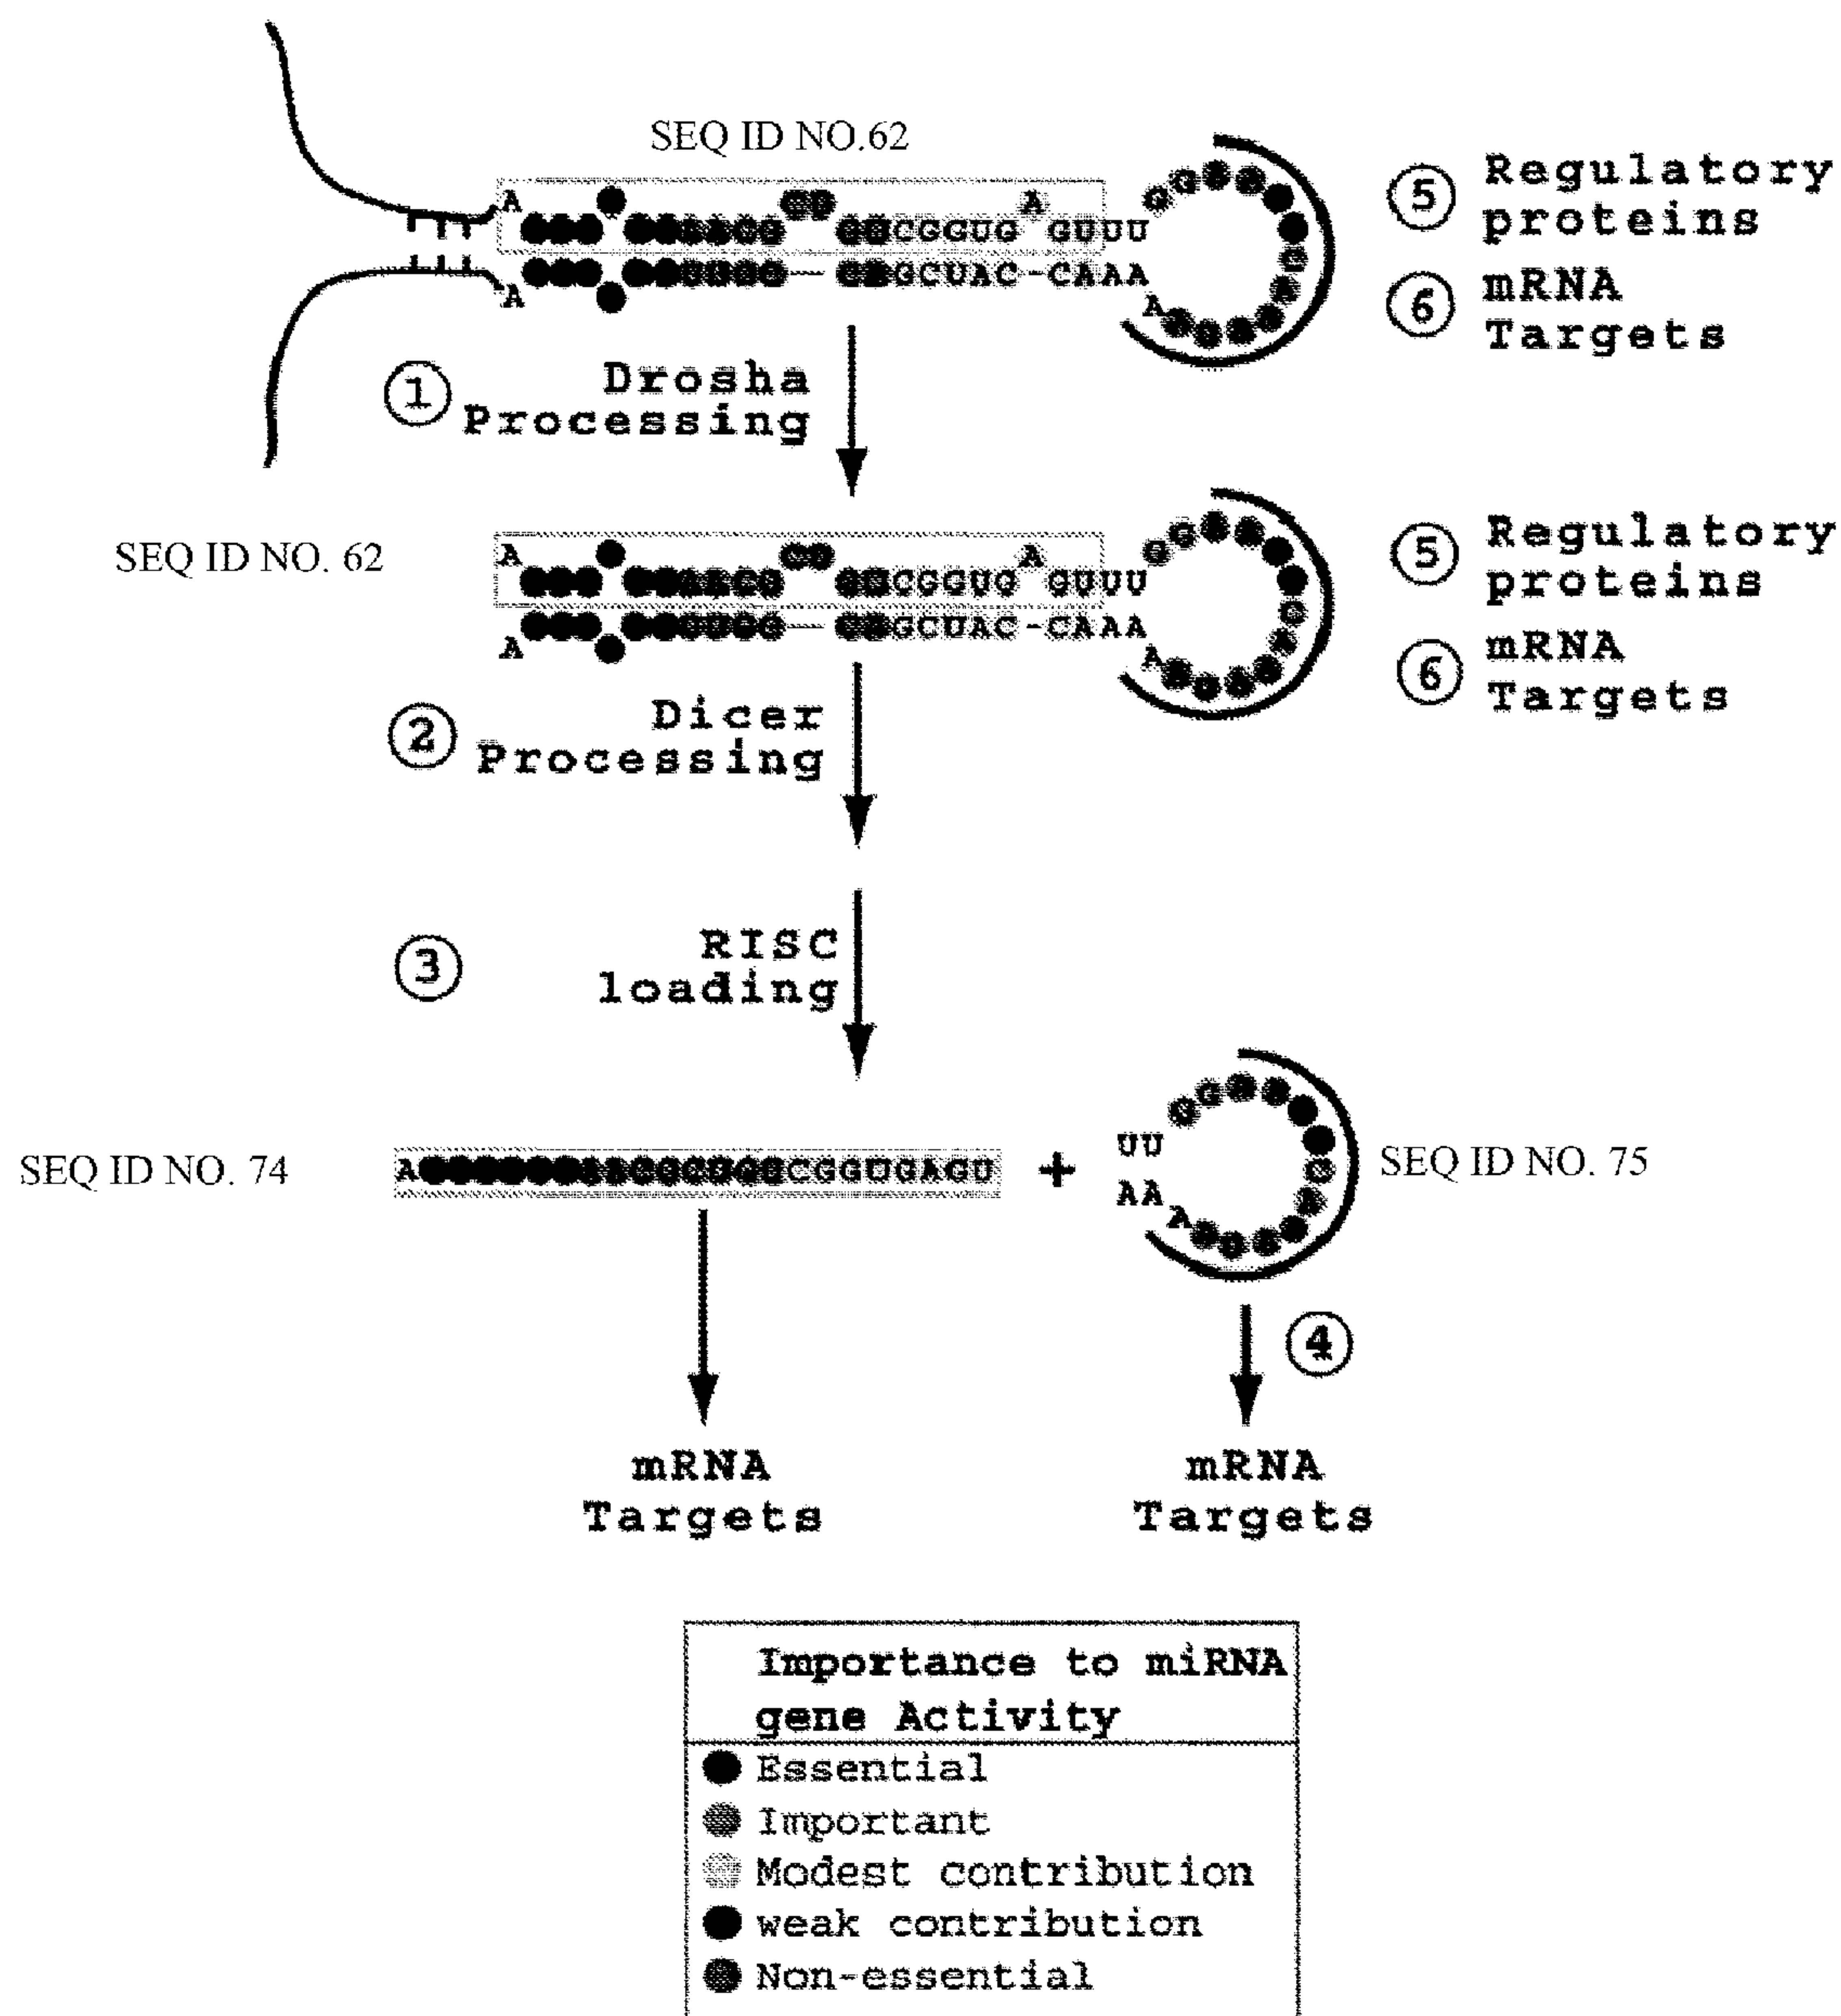 SEQ ID NO.62
A
A
GUUU
CGGUG
GCUAC - CAAA
A
5 Regulatory
proteins
6 mRNA
Targets
1 Drosha
Processing
SEQ ID NO. 62
A
A
GUUU
CGGUG
GCUAC - CAAA
A
5 Regulatory
proteins
6 mRNA
Targets
2 Dicer
Processing
3 RISC
loading
SEQ ID NO. 74
A
CGGUGAGU
+
UU
AA
SEQ ID NO. 75
4
mRNA
Targets
mRNA
Targets
Importance to miRNA
gene Activity
Essential
Important
Modest contribution
weak contribution
Non-essential